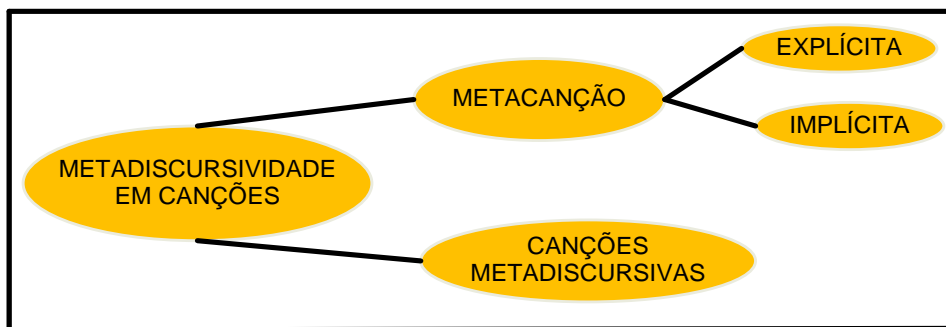 EXPLÍCITA
METACANÇÃO
IMPLÍCITA
METADISCURSIVIDADE
EM CANÇÕES
CANÇÕES
METADISCURSIVAS